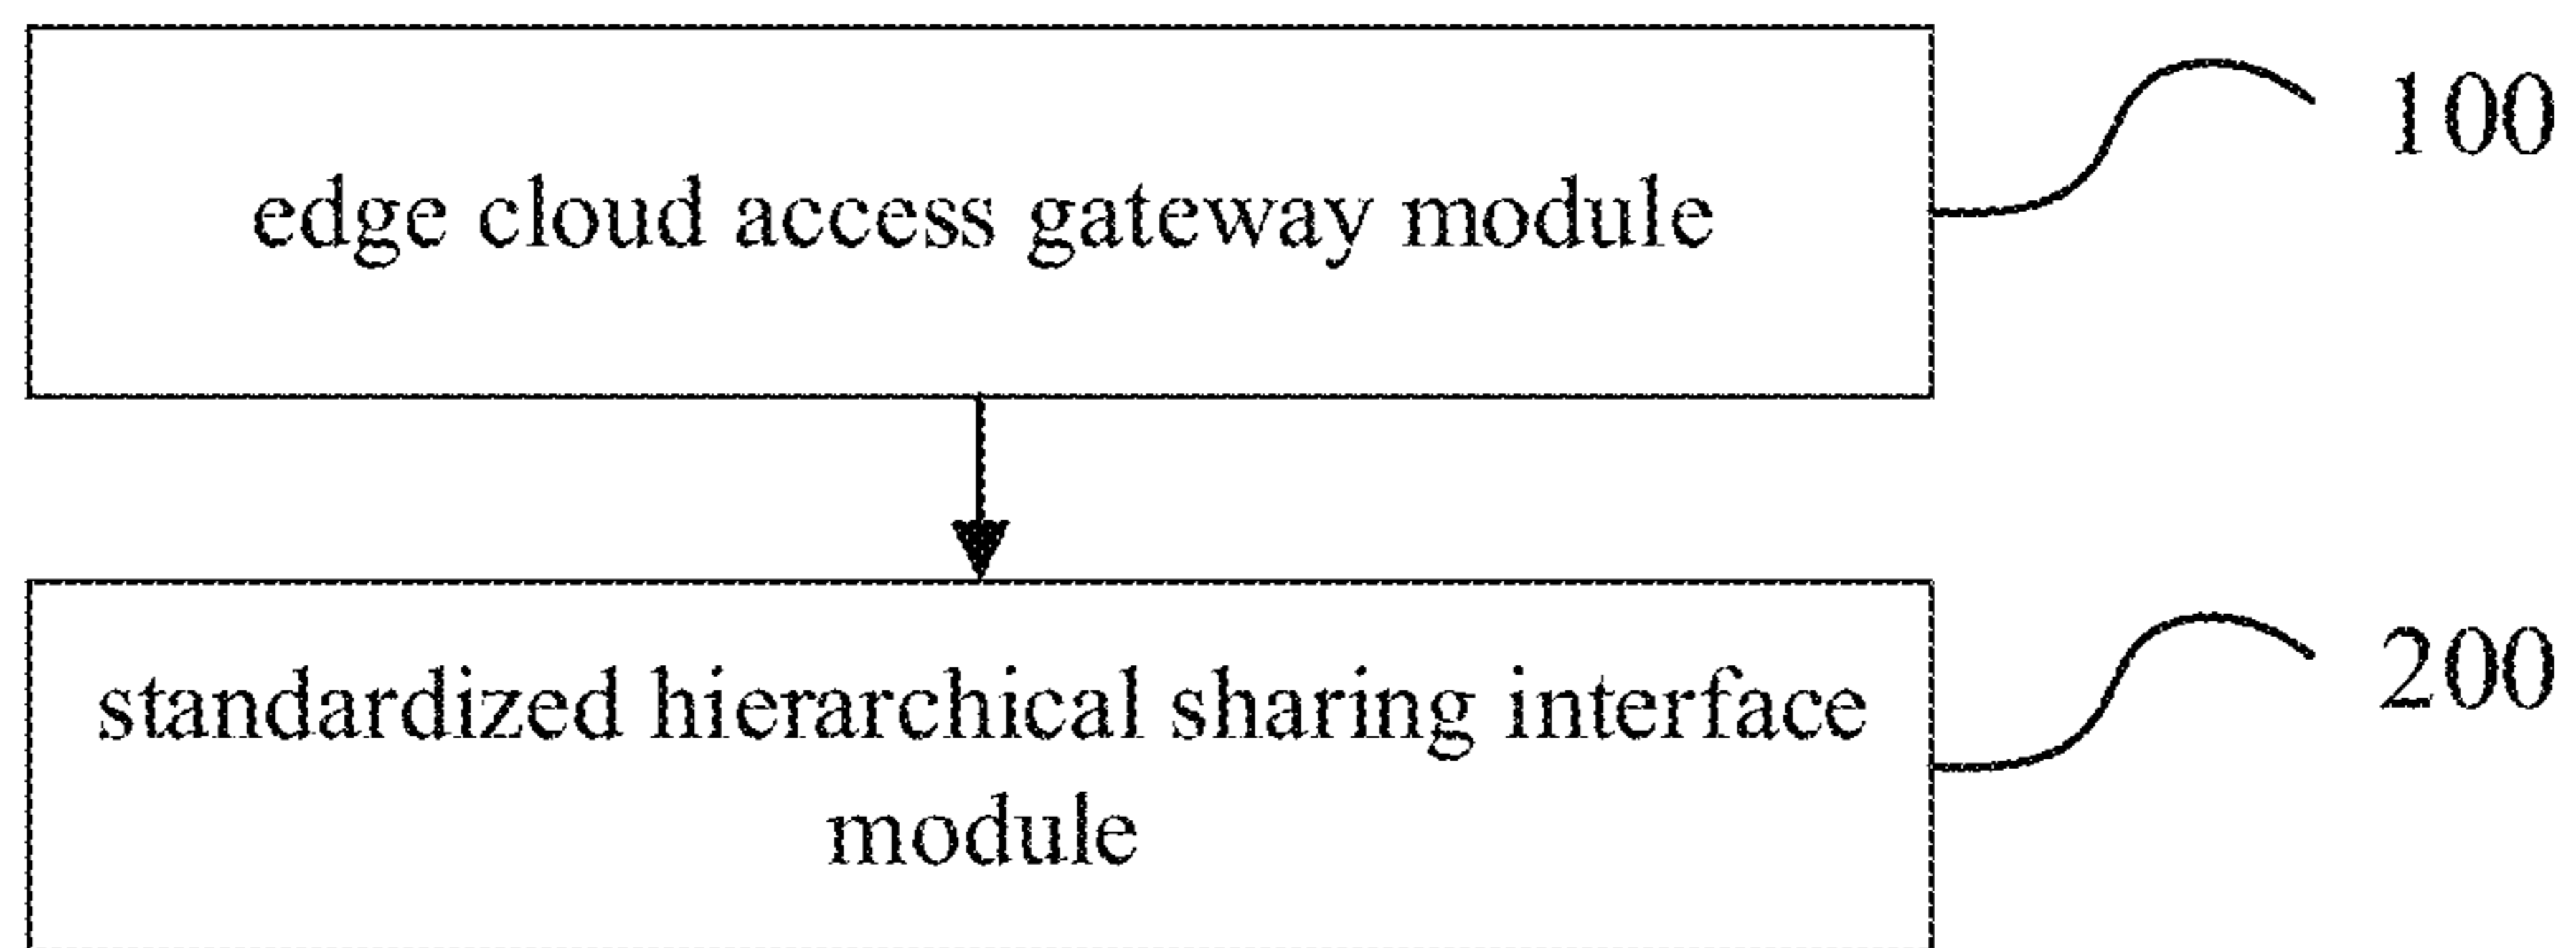 edge cloud access gateway module
100
standardized hierarchical sharing interface
module
200